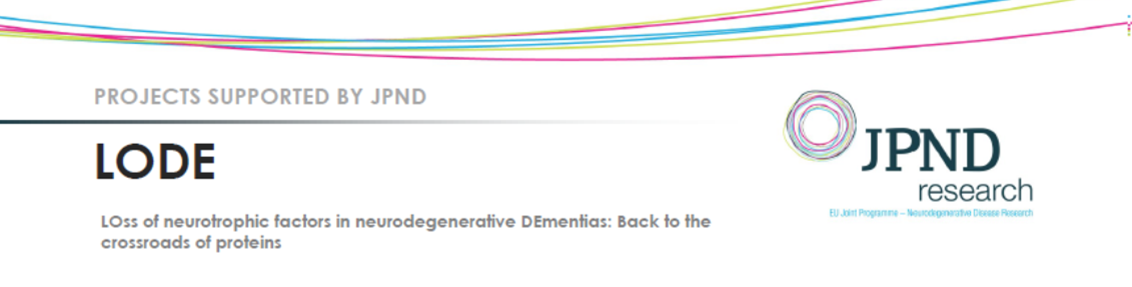 PROJECTS SUPPORTED BY JPND
LODE
LOss of neurotrophic factors in neurodegenerative DEmentias: Back to the
crossroads of proteins
JPND
research
EU Joint Programme – Neurodegenerative Disease Research